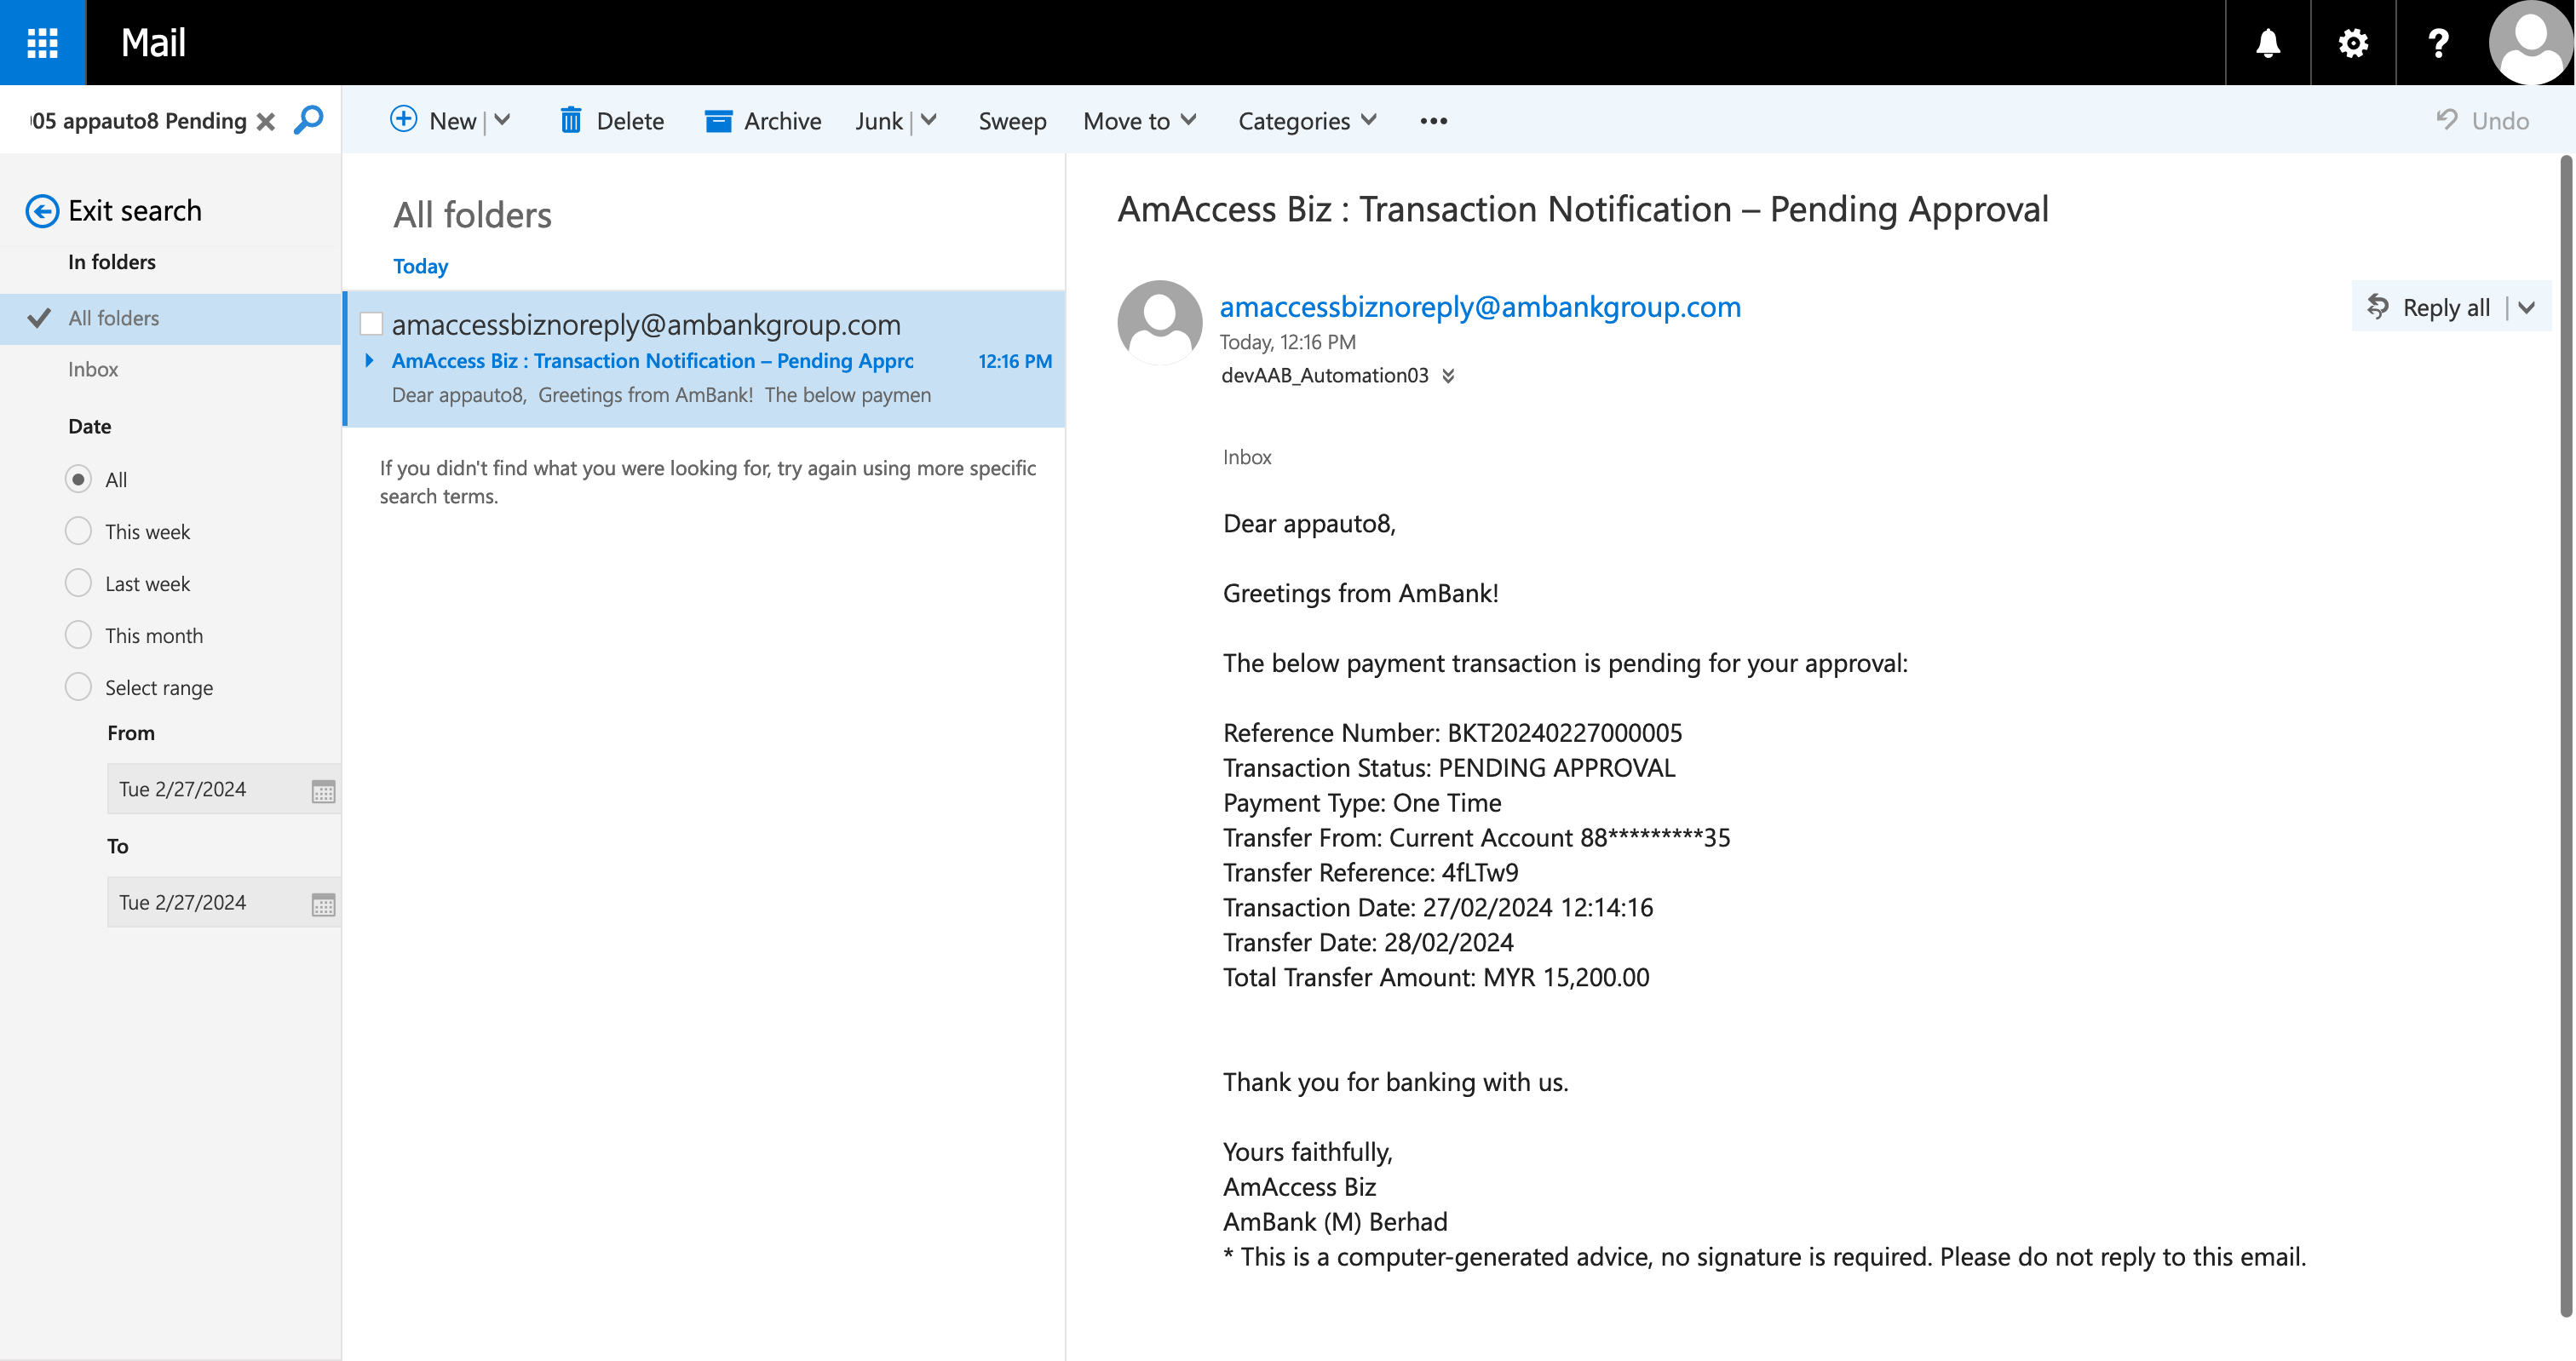 Mail
05 appauto8 Pending
New
Delete
Archive
Junk
Sweep
Move to
Categories
Undo
Exit search
In folders
All folders
Inbox
Date
All
This week
Last week
This month
Select range
From
Tue 2/27/2024
To
Tue 2/27/2024
All folders
Today
amaccessbiznoreply@ambankgroup.com
AmAccess Biz : Transaction Notification – Pending Appro
12:16 PM
Dear appauto8, Greetings from AmBank! The below paymen
If you didn't find what you were looking for, try again using more specific
search terms.
AmAccess Biz : Transaction Notification – Pending Approval
amaccessbiznoreply@ambankgroup.com
Reply all
Today, 12:16 PM
devAAB_Automation03
Inbox
Dear appauto8,
Greetings from AmBank!
The below payment transaction is pending for your approval:
Reference Number: BKT20240227000005
Transaction Status: PENDING APPROVAL
Payment Type: One Time
Transfer From: Current Account 88*********35
Transfer Reference: 4fLTw9
Transaction Date: 27/02/2024 12:14:16
Transfer Date: 28/02/2024
Total Transfer Amount: MYR 15,200.00
Thank you for banking with us.
Yours faithfully,
AmAccess Biz
AmBank (M) Berhad
* This is a computer-generated advice, no signature is required. Please do not reply to this email.